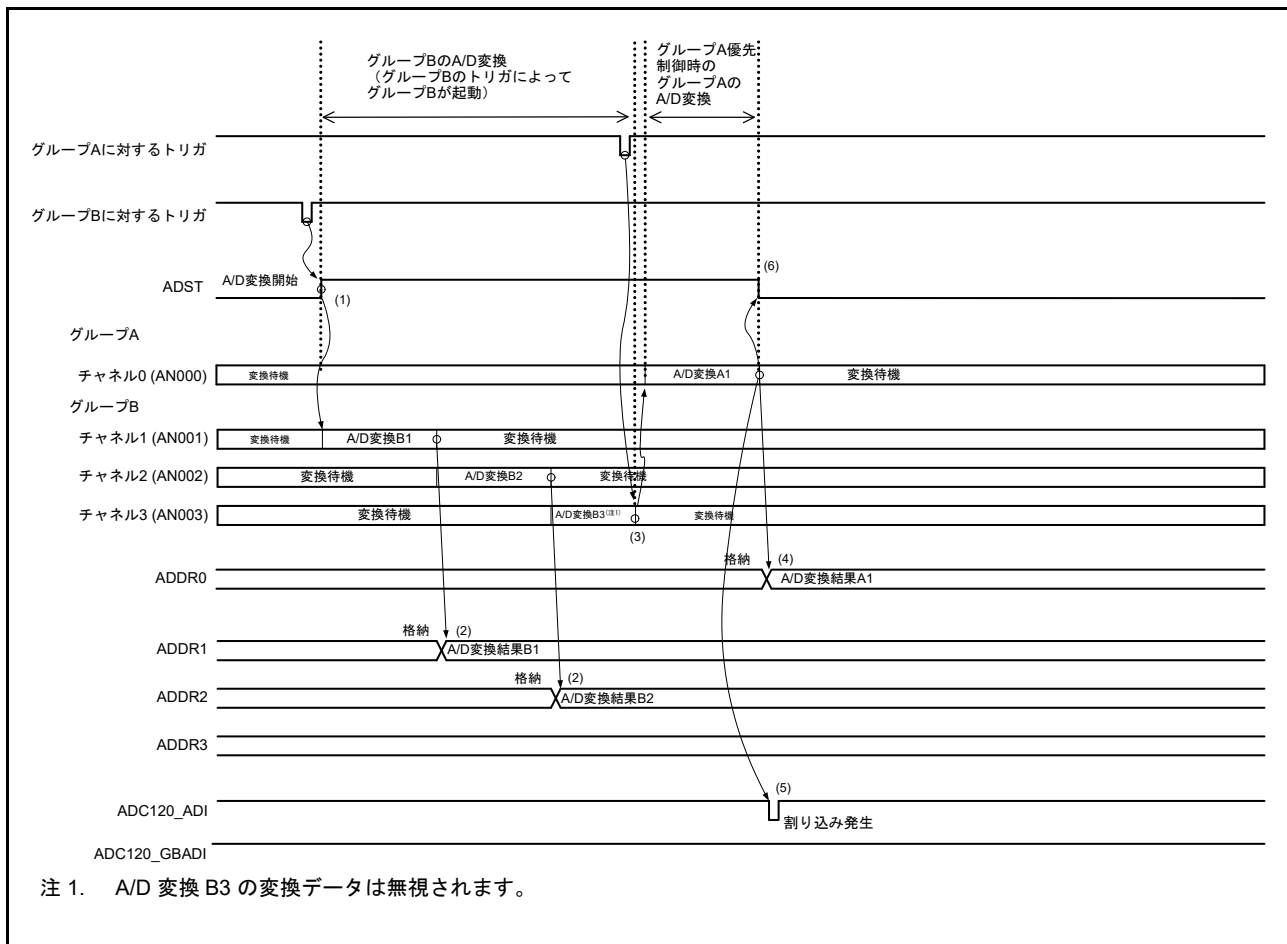 グループBのA/D変換
（グループBのトリガによって
グループBが起動）
グループA優先
制御時の
グループAの
A/D変換
グループAに対するトリガ
グループBに対するトリガ
ADST
A/D変換開始
(1)
(6)
グループA
チャネル0 (AN000)
変換待機
A/D変換A1
変換待機
グループB
チャネル1 (AN001)
変換待機
A/D変換B1
変換待機
チャネル2 (AN002)
変換待機
A/D変換B2
変換待機
チャネル3 (AN003)
変換待機
A/D変換B3(注1)
変換待機
(3)
ADDR0
格納
(4)
A/D変換結果A1
ADDR1
格納
(2)
A/D変換結果B1
ADDR2
格納
(2)
A/D変換結果B2
ADDR3
ADC120_ADI
(5)
割り込み発生
ADC120_GBADI
注 1. A/D 変換 B3 の変換データは無視されます。